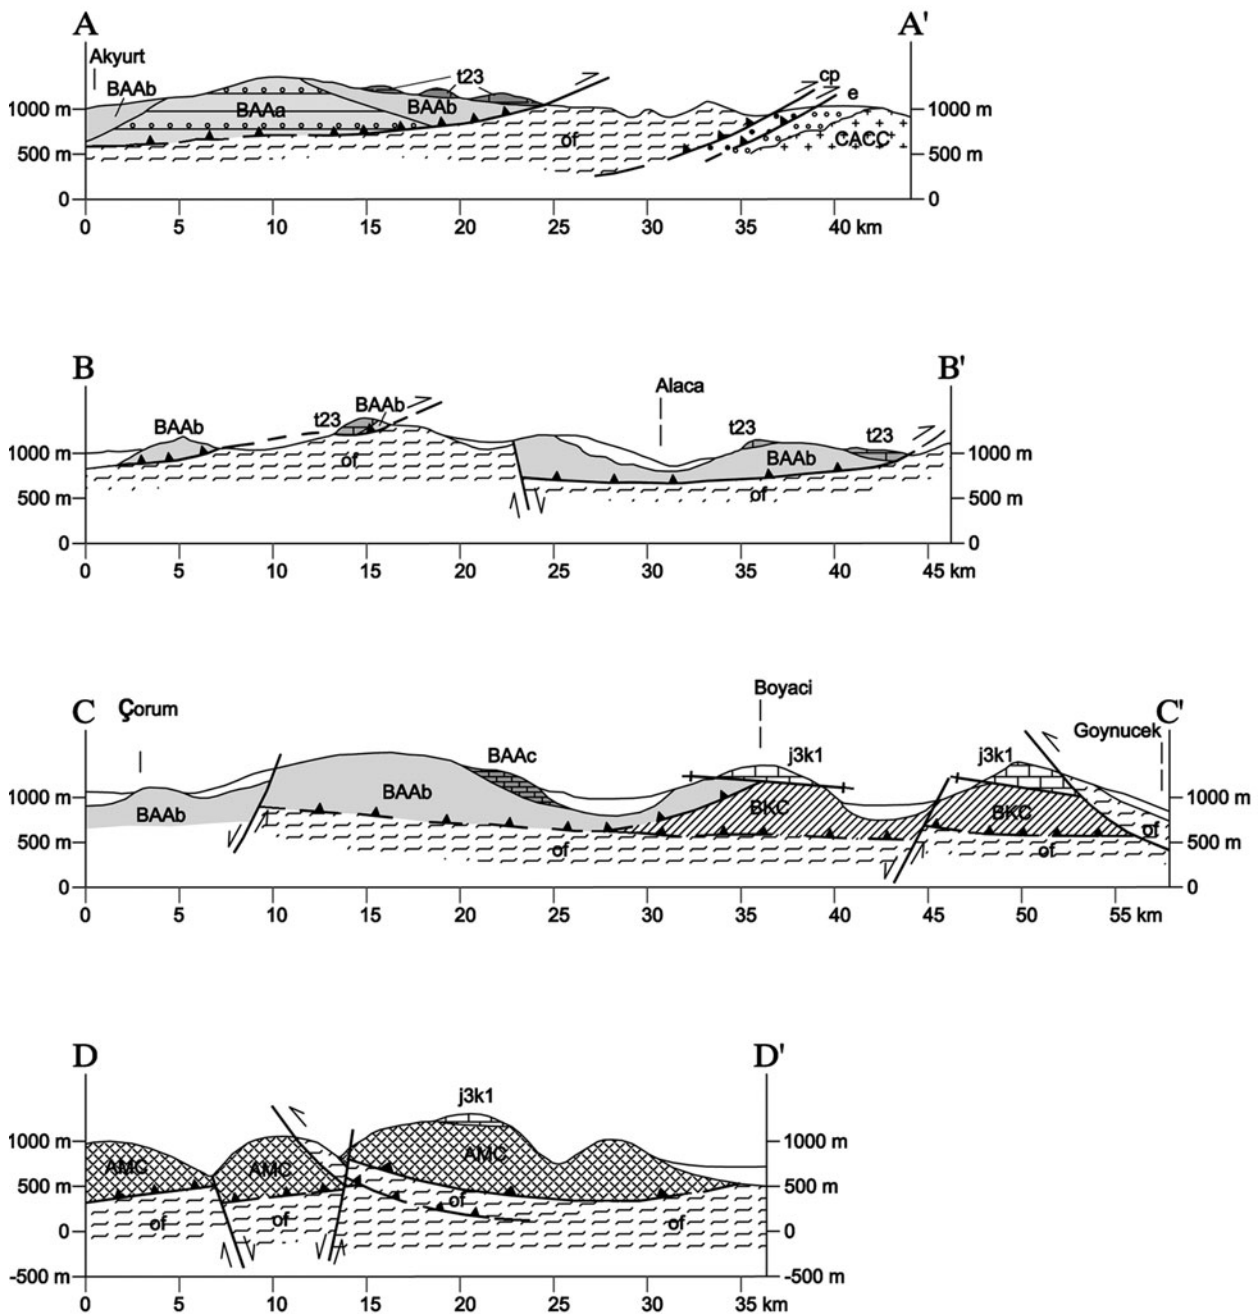 A A'
Akyurt
BAAb t23 cp
e
1000 m BAAa BAAb 1000 m
of CACC
500 m 500 m
0 0
0 5 10 15 20 25 30 35 40 km
B B'
Alaca
BAAb t23 BAAb t23 t23
1000 m 1000 m
of BAAb
500 m of 500 m
0 0
0 5 10 15 20 25 30 35 40 45 km
C Çorum Boyaci C'
Goynucek
BAAc j3k1 j3k1
1000 m BAAb BAAb BKC BKC 1000 m
of
500 m of of 500 m
0 0
0 5 10 15 20 25 30 35 40 45 50 55 km
D D'
j3k1
1000 m AMC AMC AMC 1000 m
500 m 500 m
of of of of
0 0
-500 m -500 m
0 5 10 15 20 25 30 35 km